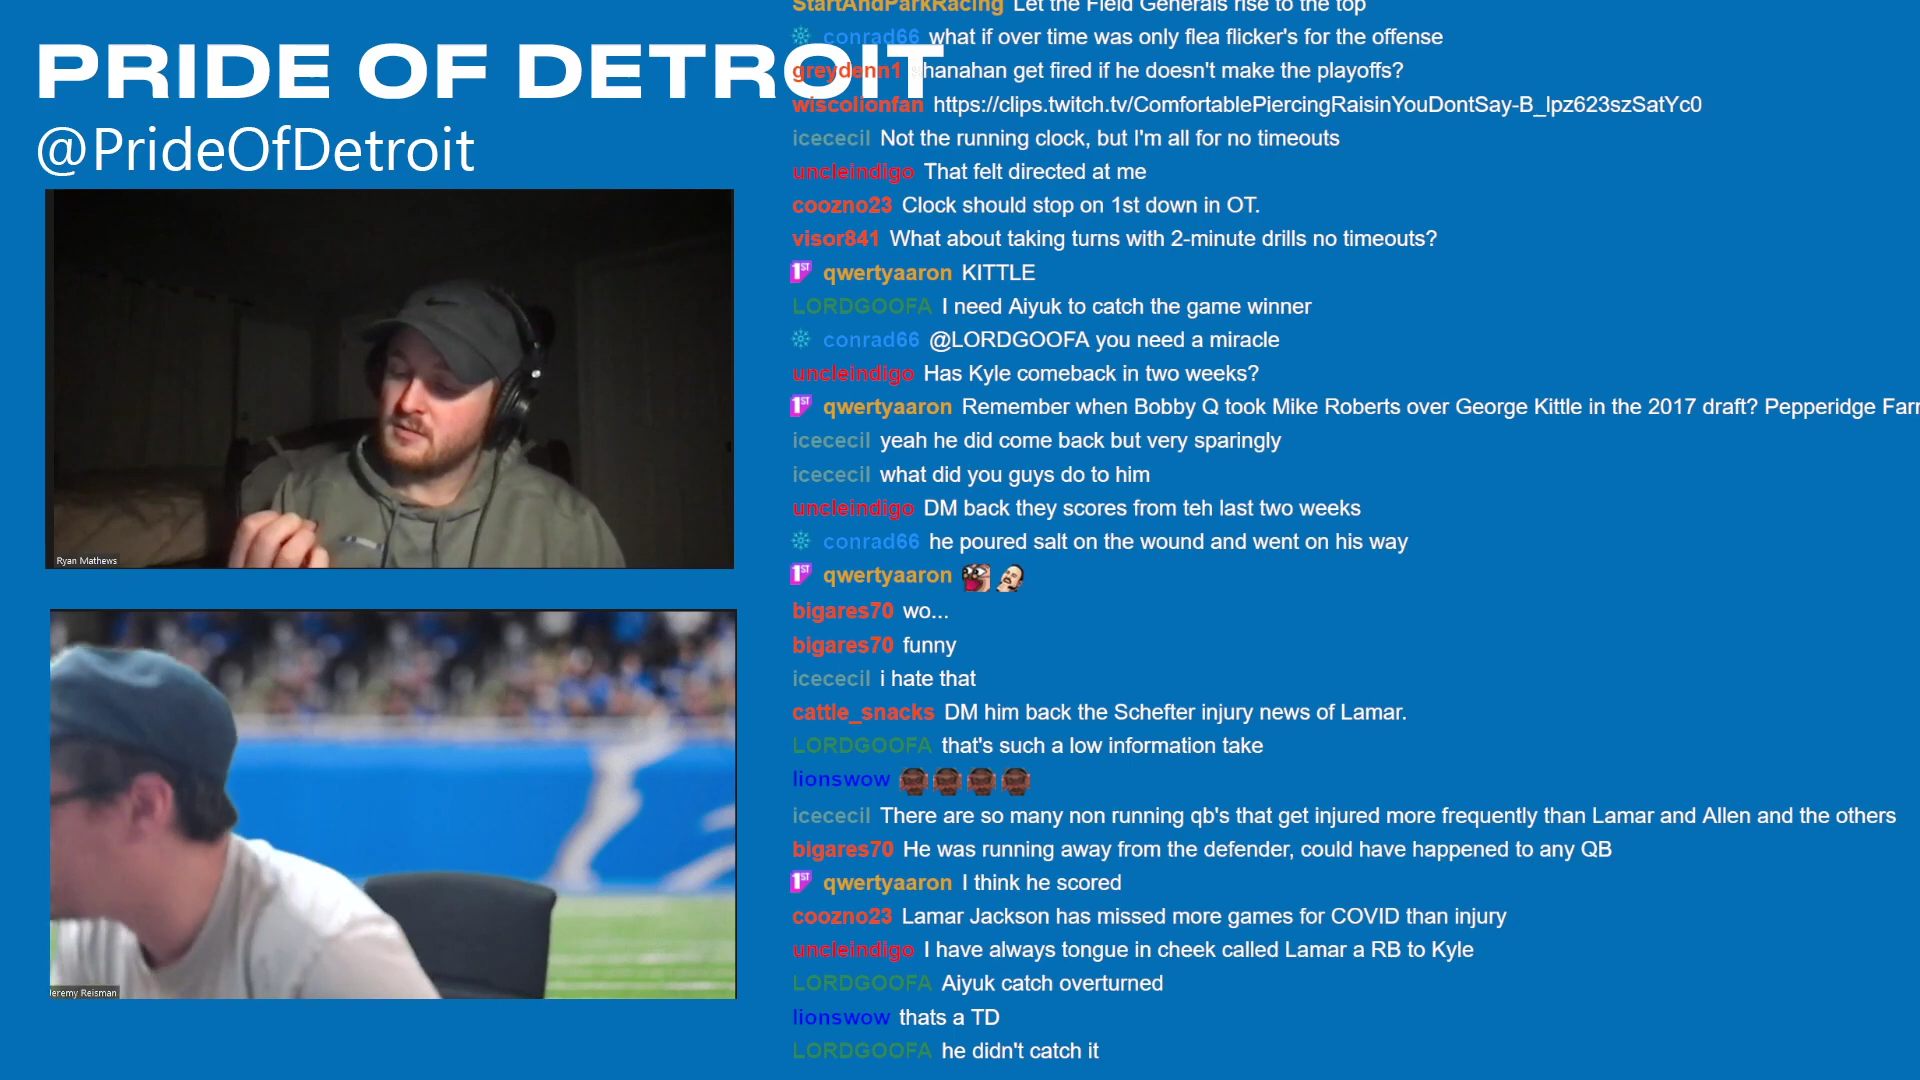 PRIDE OF DETROIT
@PrideOfDetroit
Ryan Mathews
Jeremy Reisman
StartAndParkRacing Let the Field Generals rise to the top
conrad66 what if over time was only flea flicker's for the offense
greydenn1 shanahan get fired if he doesn't make the playoffs?
wiscolionfan https://clips.twitch.tv/ComfortablePiercingRaisinYouDontSay-B_lpz623szSatYc0
icececil Not the running clock, but I'm all for no timeouts
uncleindigo That felt directed at me
coozno23 Clock should stop on 1st down in OT.
visor841 What about taking turns with 2-minute drills no timeouts?
1ST qwertyaaron KITTLE
LORDGOOFA I need Aiyuk to catch the game winner
conrad66 @LORDGOOFA you need a miracle
uncleindigo Has Kyle comeback in two weeks?
1ST qwertyaaron Remember when Bobby Q took Mike Roberts over George Kittle in the 2017 draft? Pepperidge Farr
icececil yeah he did come back but very sparingly
icececil what did you guys do to him
uncleindigo DM back they scores from teh last two weeks
conrad66 he poured salt on the wound and went on his way
1ST qwertyaaron
bigares70 wo...
bigares70 funny
icececil i hate that
cattle_snacks DM him back the Schefter injury news of Lamar.
LORDGOOFA that's such a low information take
lionswow
icececil There are so many non running qb's that get injured more frequently than Lamar and Allen and the others
bigares70 He was running away from the defender, could have happened to any QB
1ST qwertyaaron I think he scored
coozno23 Lamar Jackson has missed more games for COVID than injury
uncleindigo I have always tongue in cheek called Lamar a RB to Kyle
LORDGOOFA Aiyuk catch overturned
lionswow thats a TD
LORDGOOFA he didn't catch it